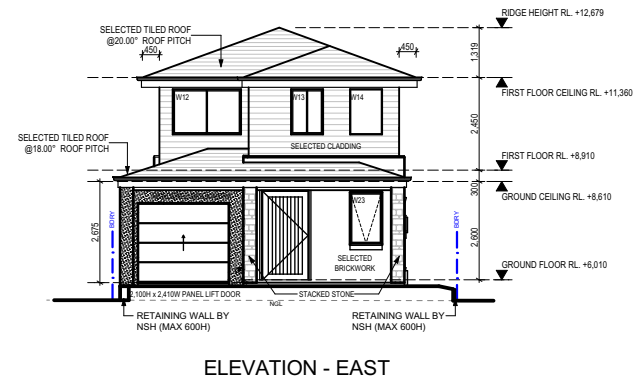 RIDGE HEIGHT RL. +12,679
SELECTED TILED ROOF
@20.00° ROOF PITCH
450
450
1,319
FIRST FLOOR CEILING RL. +11,360
W12
W13
W14
2,450
SELECTED CLADDING
SELECTED TILED ROOF
@18.00° ROOF PITCH
FIRST FLOOR RL. +8,910
300
GROUND CEILING RL. +8,610
BDRY
BDRY
W23
2,675
2,600
SELECTED
BRICKWORK
GROUND FLOOR RL. +6,010
2,100H x 2,410W PANEL LIFT DOOR
STACKED STONE
NGL
RETAINING WALL BY
NSH (MAX 600H)
RETAINING WALL BY
NSH (MAX 600H)
ELEVATION - EAST